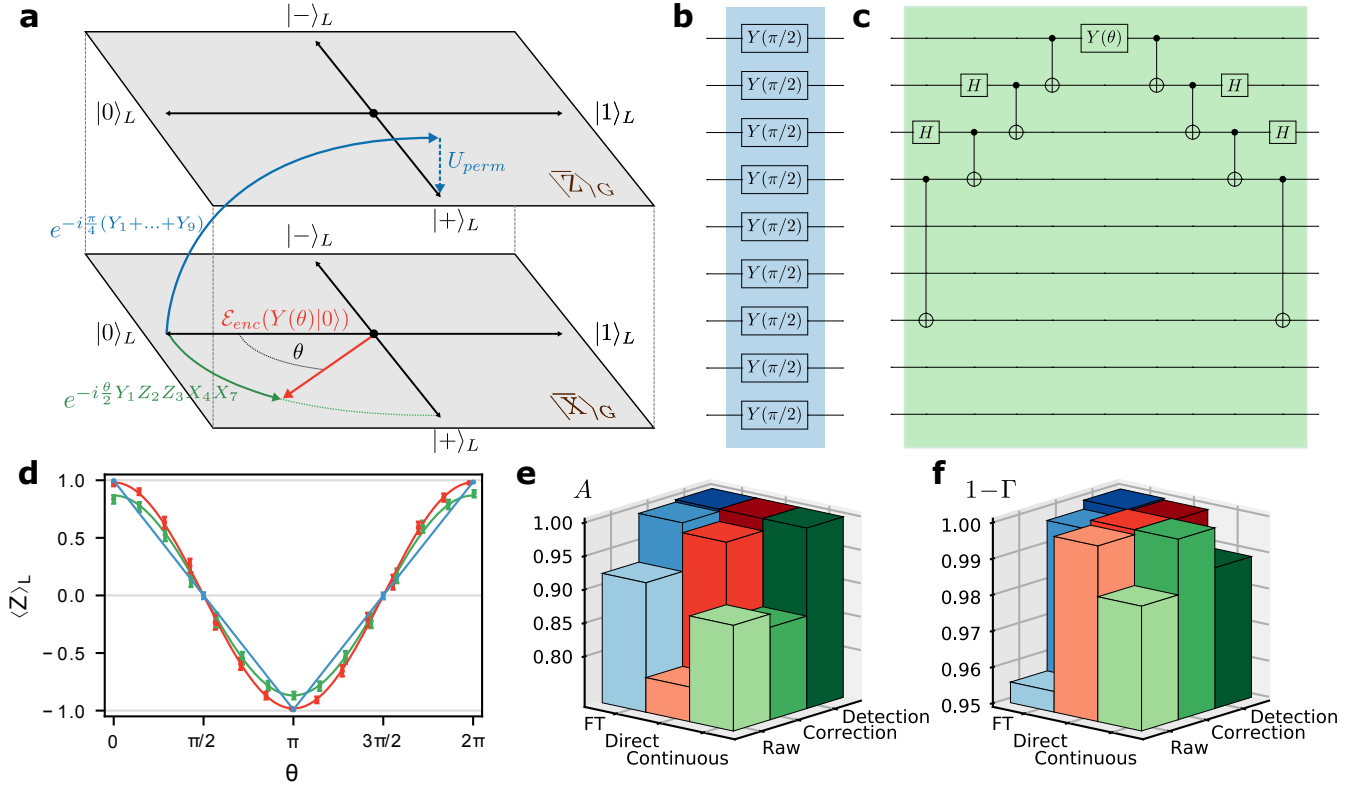 a
|−⟩L
|0⟩L
|1⟩L
Uperm
⟨Z̅⟩G
|+⟩L
e^{−iπ/4(Y1+...+Y9)}
|−⟩L
|0⟩L
Ɛenc(Y(θ)|0⟩)
|1⟩L
θ
e^{−iθ/2 Y1Z2Z3X4X7}
|X̅⟩G
|+⟩L
b
Y(π/2)
Y(π/2)
Y(π/2)
Y(π/2)
Y(π/2)
Y(π/2)
Y(π/2)
Y(π/2)
Y(π/2)
c
Y(θ)
H
H
H
H
d
⟨Z⟩L
1.0
0.5
0.0
−0.5
−1.0
0
π/2
π
3π/2
2π
θ
e
A
1.00
0.95
0.90
0.85
0.80
FT
Direct
Continuous
Raw
Correction
Detection
f
1−Γ
1.00
0.99
0.98
0.97
0.96
0.95
FT
Direct
Continuous
Raw
Correction
Detection